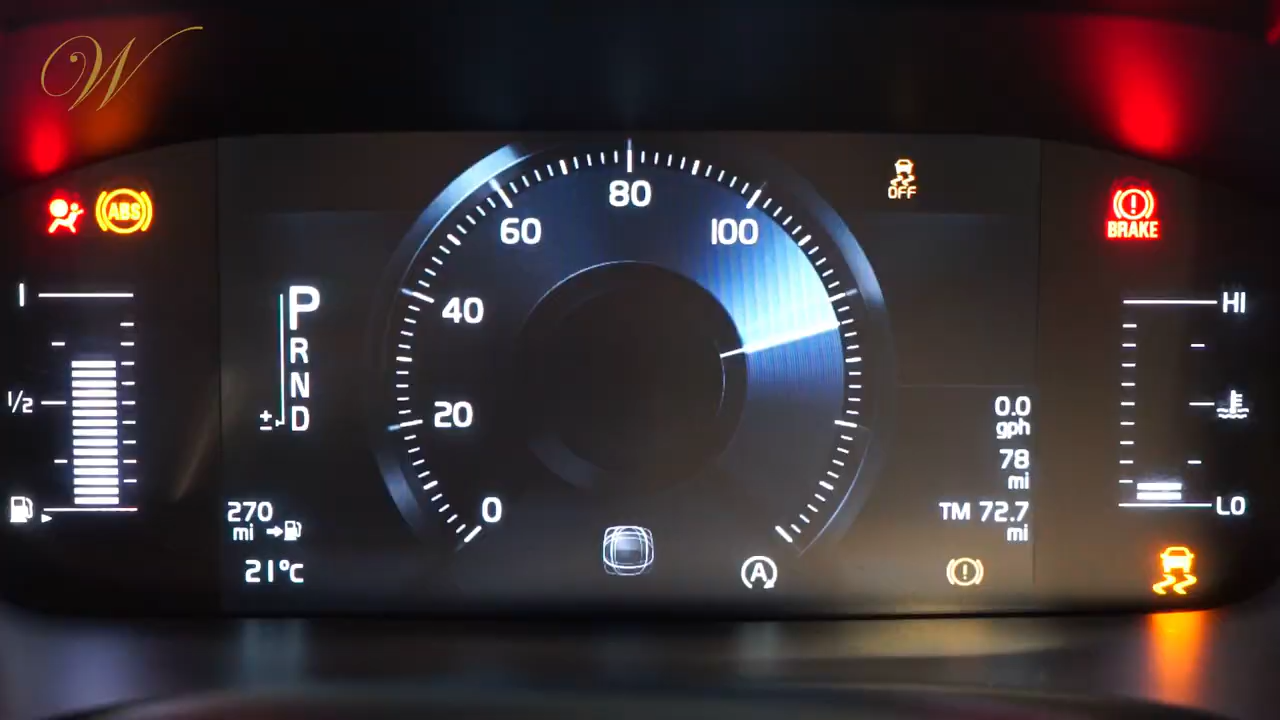 W
ABS
80
OFF
60
100
BRAKE
I
P
HI
40
R
1/2
N
0.0
±
D
20
gph
78
mi
270
0
TM 72.7
LO
mi
mi
21°C
A